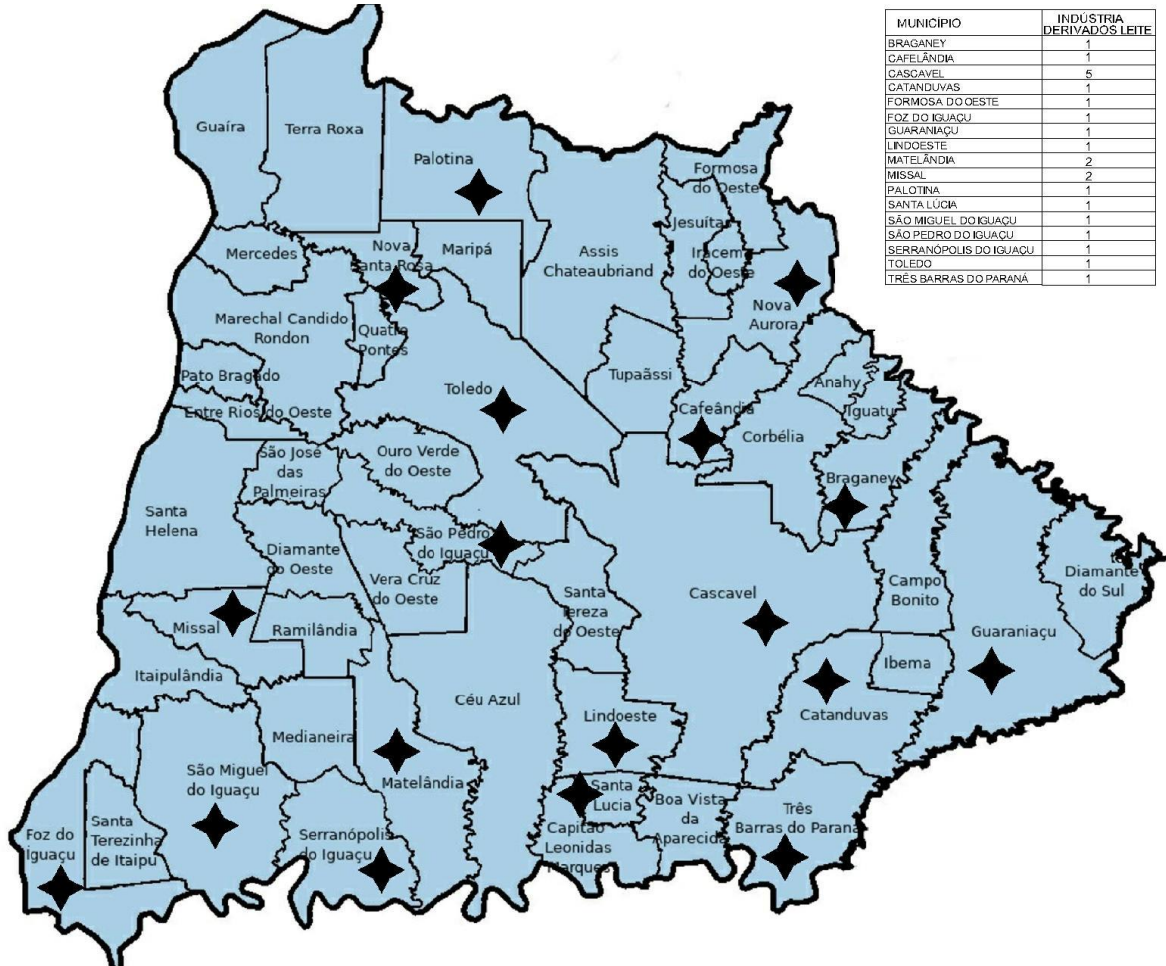 MUNICÍPIO INDÚSTRIA DERIVADOS LEITE
BRAGANEY 1
CAFELÂNDIA 1
CASCAVEL 5
CATANDUVAS 1
FORMOSA DO OESTE 1
FOZ DO IGUAÇU 1
GUARANIAÇU 1
LINDOESTE 1
MATELÂNDIA 2
MISSAL 2
PALOTINA 1
SANTA LÚCIA 1
SÃO MIGUEL DO IGUAÇU 1
SÃO PEDRO DO IGUAÇU 1
SERRANÓPOLIS DO IGUAÇU 1
TOLEDO 1
TRÊS BARRAS DO PARANÁ 1
Guaíra
Terra Roxa
Palotina
Formosa
do Oeste
Jesuítas
Iracema
do Oeste
Assis
Chateaubriand
Mercedes
Nova
Santa Rosa
Maripá
Nova
Aurora
Marechal Candido
Rondon
Quatro
Pontes
Pato Bragado
Entre Rios do Oeste
Toledo
Tupaãssi
Anahy
Iguatu
Cafeândia
Corbélia
São José
das
Palmeiras
Ouro Verde
do Oeste
Braganey
Santa
Helena
São Pedro
do Iguaçu
Diamante
do Oeste
Vera Cruz
do Oeste
Santa
Tereza
do Oeste
Cascavel
Campo
Bonito
Diamante
do Sul
Missal
Ramilândia
Guaraniaçu
Ibema
Itaipulândia
Céu Azul
Lindoeste
Catanduvas
Medianeira
São Miguel
do Iguaçu
Matelândia
Santa
Lucia
Boa Vista
da
Aparecida
Três
Barras do Paraná
Foz do
Iguaçu
Santa
Terezinha
de Itaipu
Serranópolis
do Iguaçu
Capitão
Leonidas
Marques